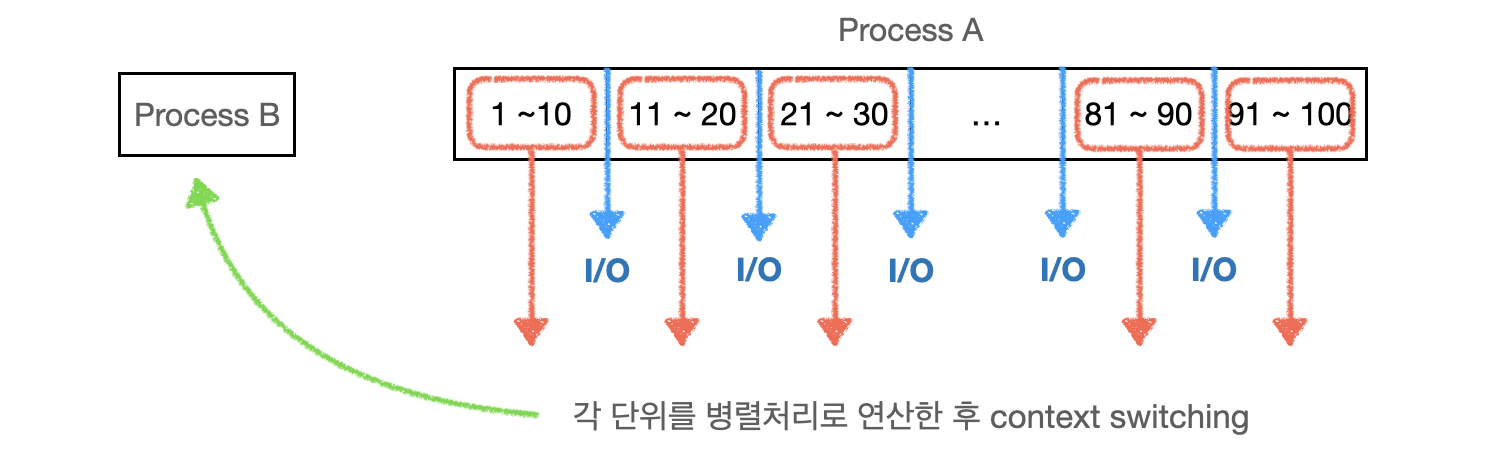 Process A
Process B
1 ~10
11 ~ 20
21 ~ 30
...
81 ~ 90
91 ~ 100
I/O
I/O
I/O
I/O
I/O
각 단위를 병렬처리로 연산한 후 context switching